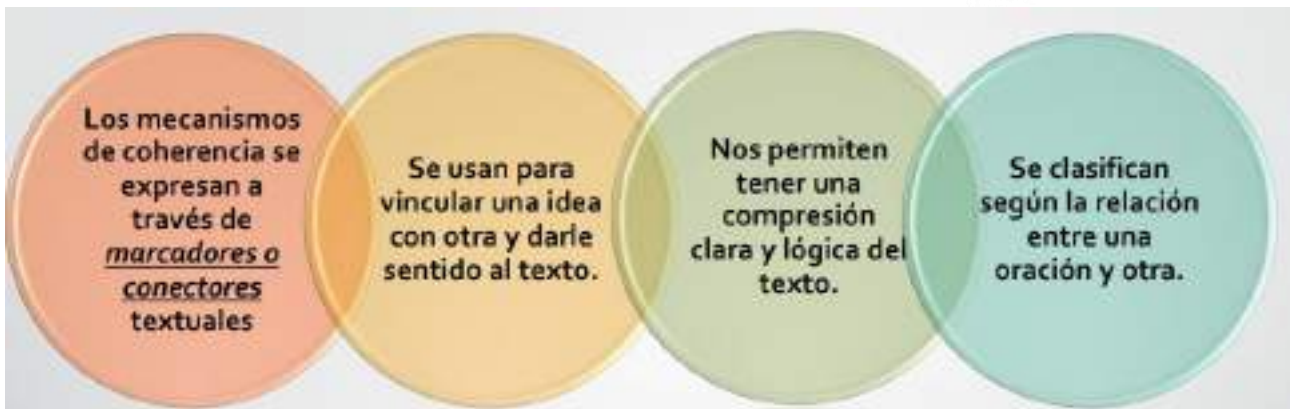 Los mecanismos
de coherencia se
expresan a
través de
marcadores o
conectores
textuales
Se usan para
vincular una idea
con otra y darle
sentido al texto.
Nos permiten
tener una
compresión
clara y lógica del
texto.
Se clasifican
según la relación
entre una
oración y otra.